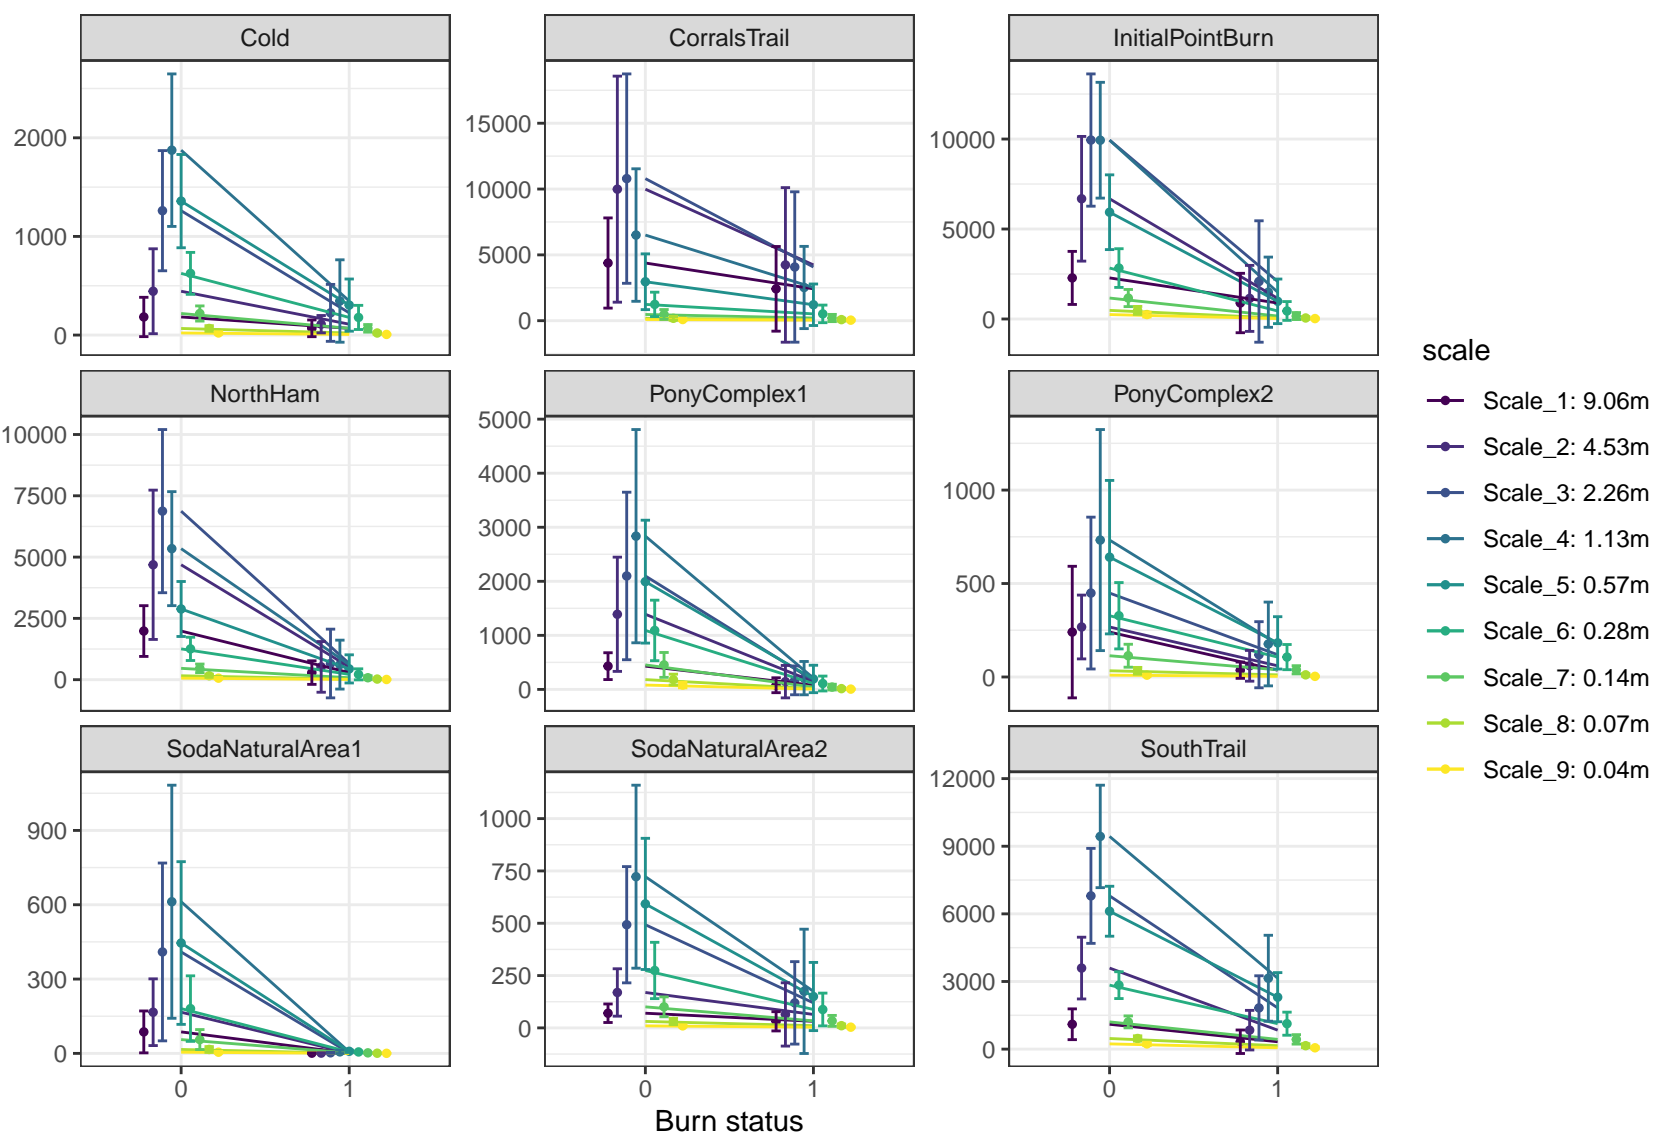 Cold
CorralsTrail
InitialPointBurn
2000
1000
0
15000
10000
5000
0
10000
5000
0
NorthHam
PonyComplex1
PonyComplex2
10000
7500
5000
2500
0
5000
4000
3000
2000
1000
0
1000
500
0
SodaNaturalArea1
SodaNaturalArea2
SouthTrail
900
600
300
0
1000
750
500
250
0
12000
9000
6000
3000
0
0 1
0 1
0 1
Burn status
scale
Scale_1: 9.06m
Scale_2: 4.53m
Scale_3: 2.26m
Scale_4: 1.13m
Scale_5: 0.57m
Scale_6: 0.28m
Scale_7: 0.14m
Scale_8: 0.07m
Scale_9: 0.04m